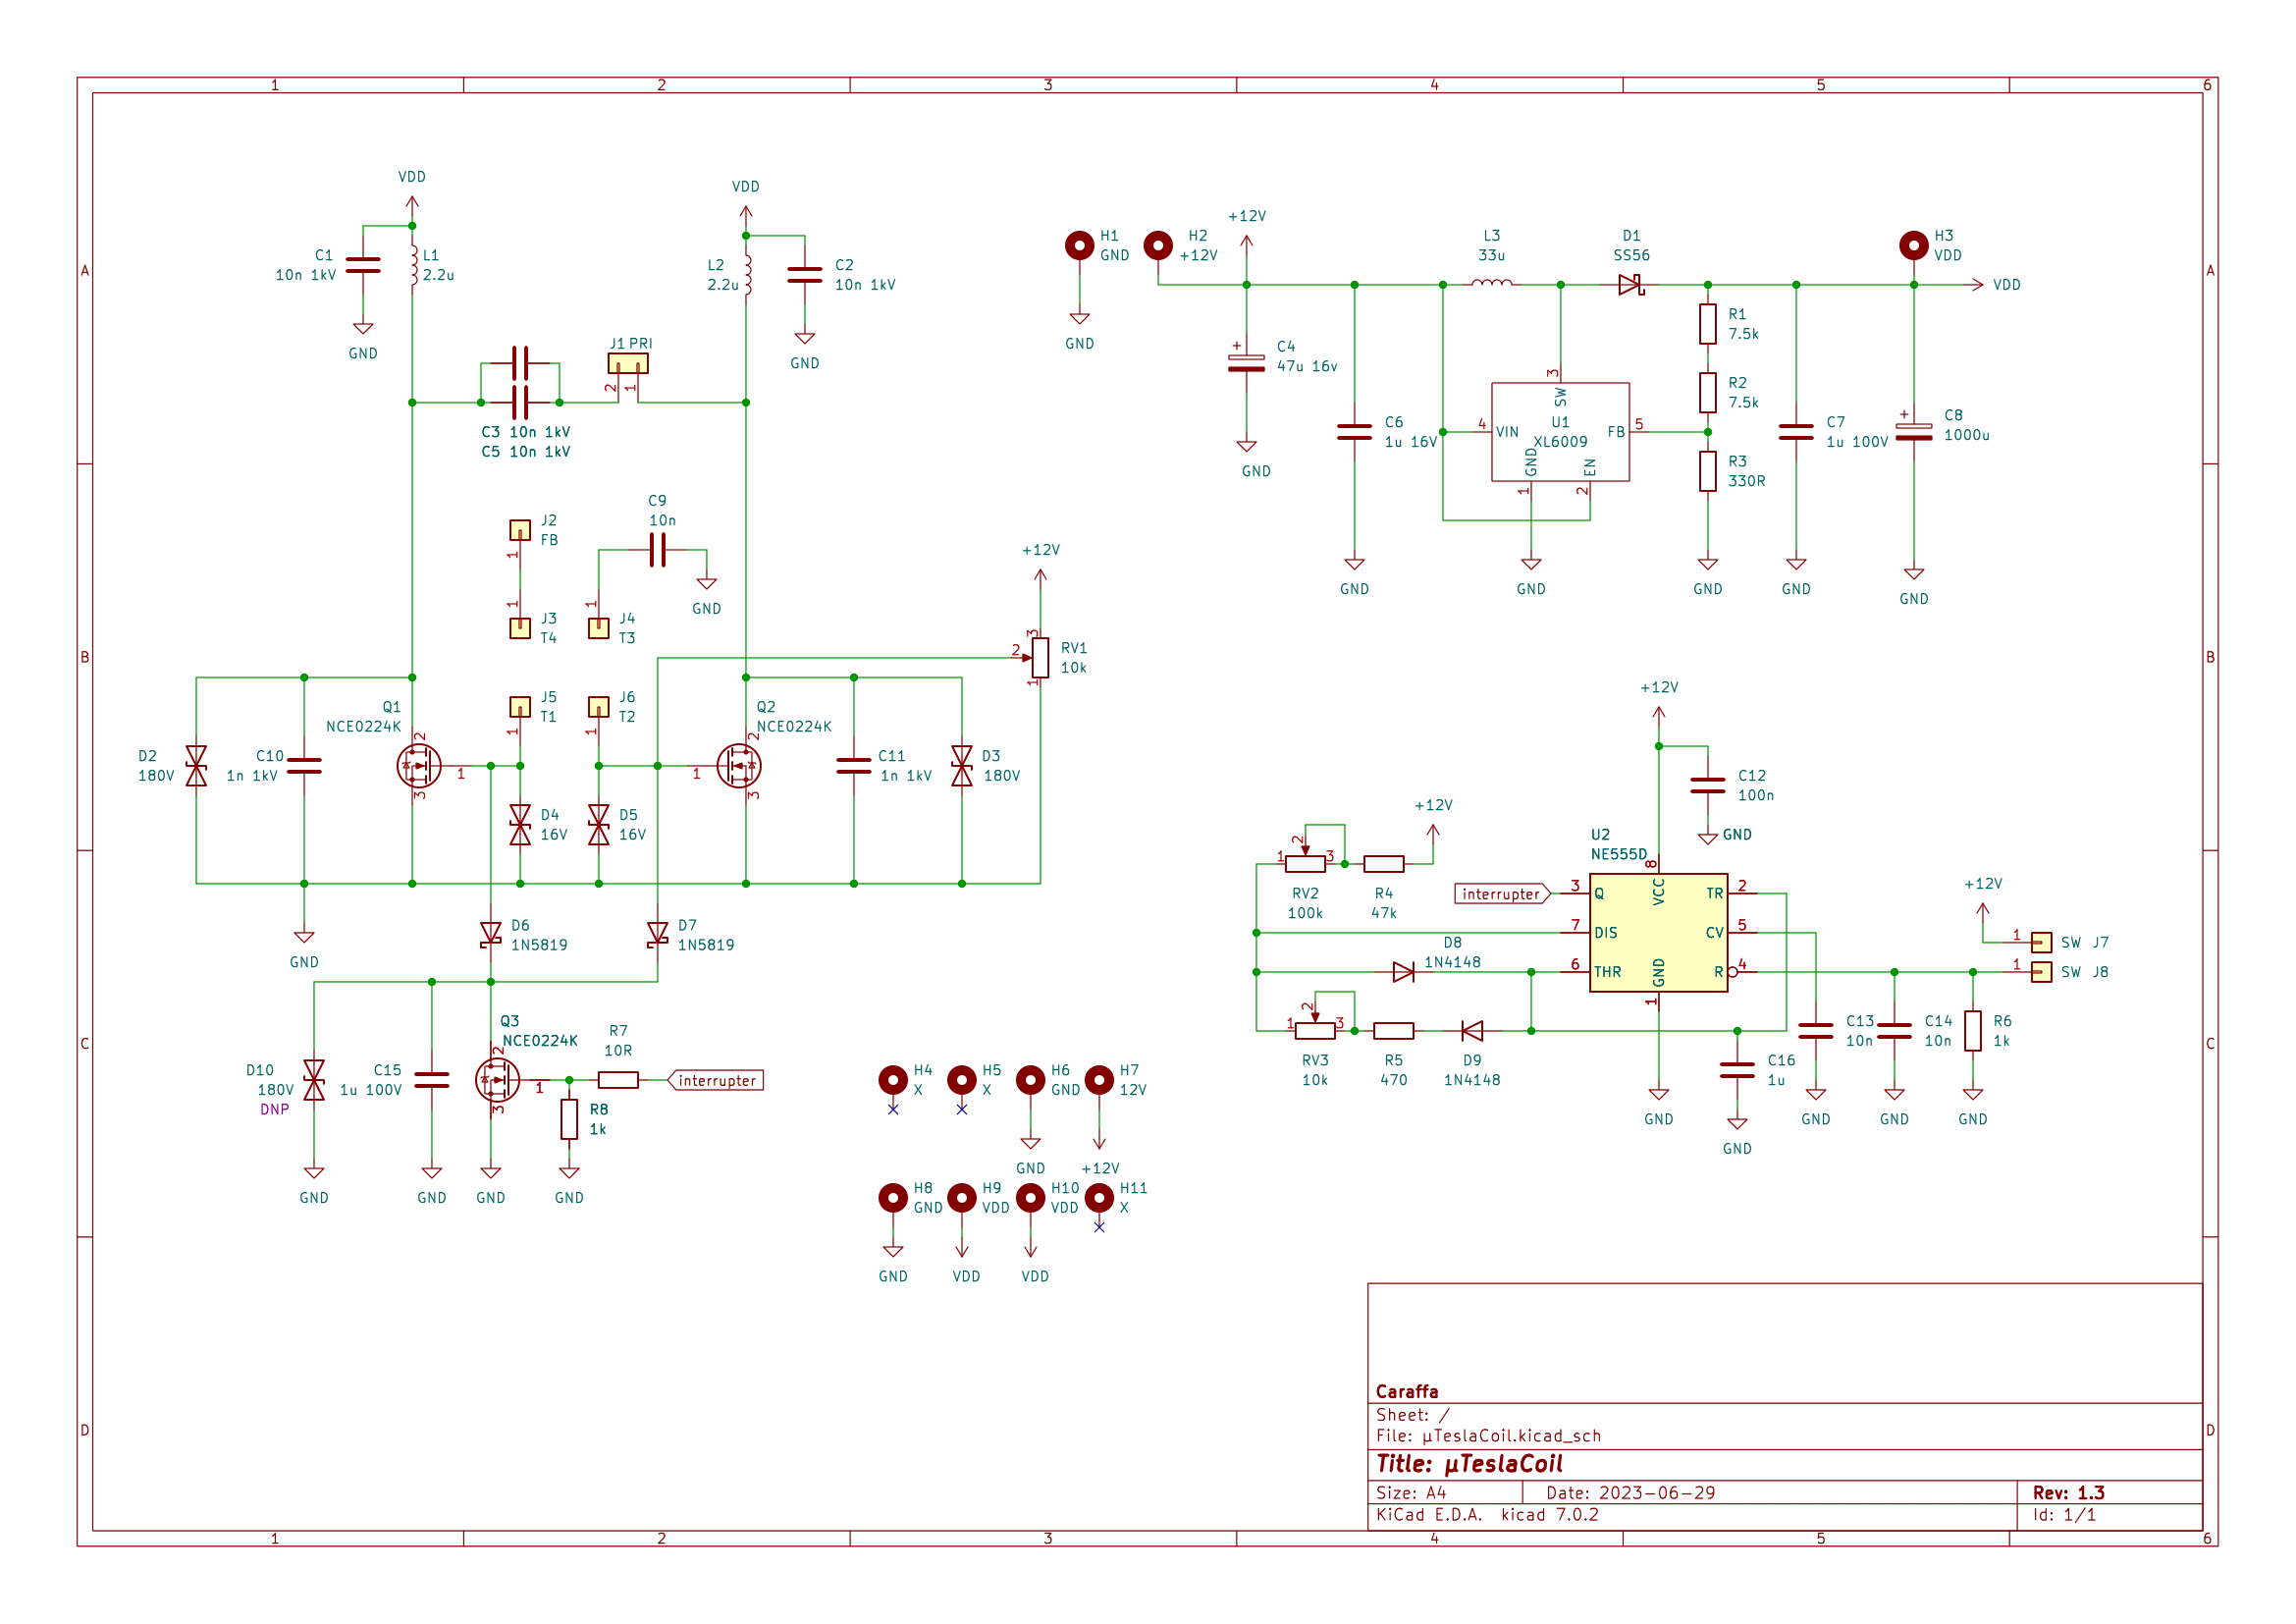 1 2 3 4 5 6
A
B
C
D
A
B
C
D
1 2 3 4 5 6
VDD
C1
10n 1kV
L1
2.2u
GND
VDD
L2
2.2u
C2
10n 1kV
GND
J1 PRI
2 1
C3 10n 1kV
C5 10n 1kV
J2
FB
1
1
J3
T4
C9
10n
GND
1
J4
T3
+12V
3
2
RV1
10k
1
Q1
NCE0224K
2
1
3
D2
180V
C10
1n 1kV
J5
T1
1
J6
T2
1
D4
16V
D5
16V
Q2
NCE0224K
2
1
3
C11
1n 1kV
D3
180V
GND
D6
1N5819
D7
1N5819
Q3
NCE0224K
2
1
3
D10
180V
DNP
C15
1u 100V
R7
10R
interrupter
R8
1k
GND
GND
GND
GND
H1
GND
GND
H2
+12V
+12V
C4
47u 16v
GND
C6
1u 16V
GND
L3
33u
D1
SS56
3
SW
4
VIN
U1
XL6009
FB
5
GND
EN
1
2
GND
R1
7.5k
R2
7.5k
R3
330R
GND
C7
1u 100V
GND
H3
VDD
VDD
C8
1000u
GND
+12V
C12
100n
GND
+12V
1
2
3
RV2
100k
R4
47k
U2
NE555D
8
VCC
interrupter
3
Q
TR
2
7
DIS
CV
5
6
THR
R
4
GND
1
GND
D8
1N4148
1
2
3
RV3
10k
R5
470
D9
1N4148
C16
1u
GND
C13
10n
GND
C14
10n
GND
R6
1k
GND
+12V
1
SW J7
1
SW J8
H4
X
H5
X
H6
GND
GND
H7
12V
+12V
H8
GND
GND
H9
VDD
VDD
H10
VDD
VDD
H11
X
Caraffa
Sheet: /
File: µTeslaCoil.kicad_sch
Title: µTeslaCoil
Size: A4 Date: 2023-06-29 Rev: 1.3
KiCad E.D.A. kicad 7.0.2 Id: 1/1